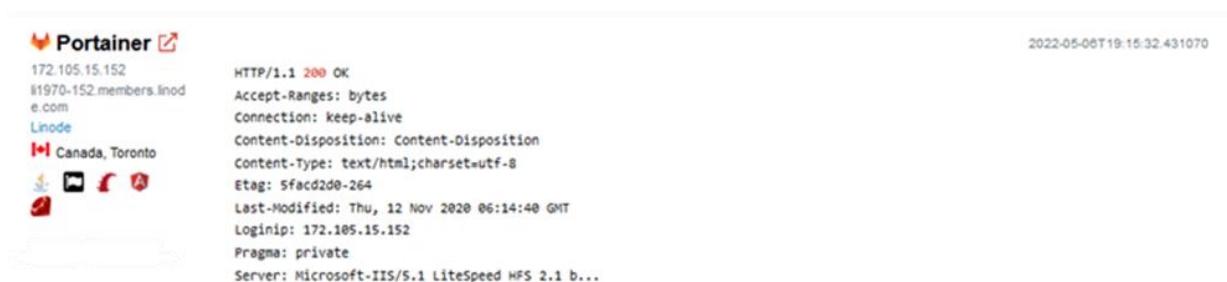 Portainer
2022-05-06T19:15:32.431070
172.105.15.152
li1970-152.members.linod
e.com
Linode
Canada, Toronto
HTTP/1.1 200 OK
Accept-Ranges: bytes
Connection: keep-alive
Content-Disposition: Content-Disposition
Content-Type: text/html;charset=utf-8
Etag: 5facd2d0-264
Last-Modified: Thu, 12 Nov 2020 06:14:40 GMT
Loginip: 172.105.15.152
Pragma: private
Server: Microsoft-IIS/5.1 LiteSpeed HFS 2.1 b...